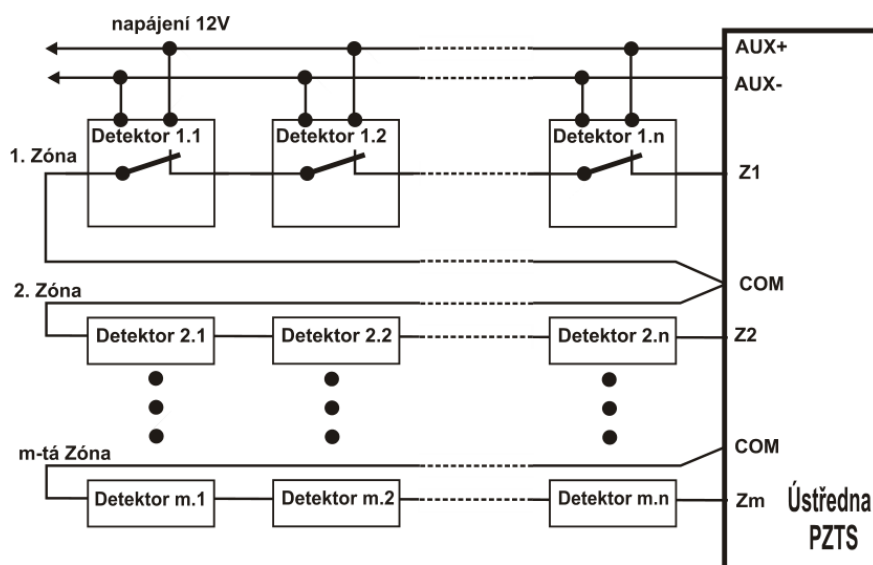 napájení 12V
AUX+
AUX-
Detektor 1.1
Detektor 1.2
Detektor 1.n
1. Zóna
Z1
COM
2. Zóna
Detektor 2.1
Detektor 2.2
Detektor 2.n
Z2
COM
m-tá Zóna
Detektor m.1
Detektor m.2
Detektor m.n
Zm
Ústředna
PZTS